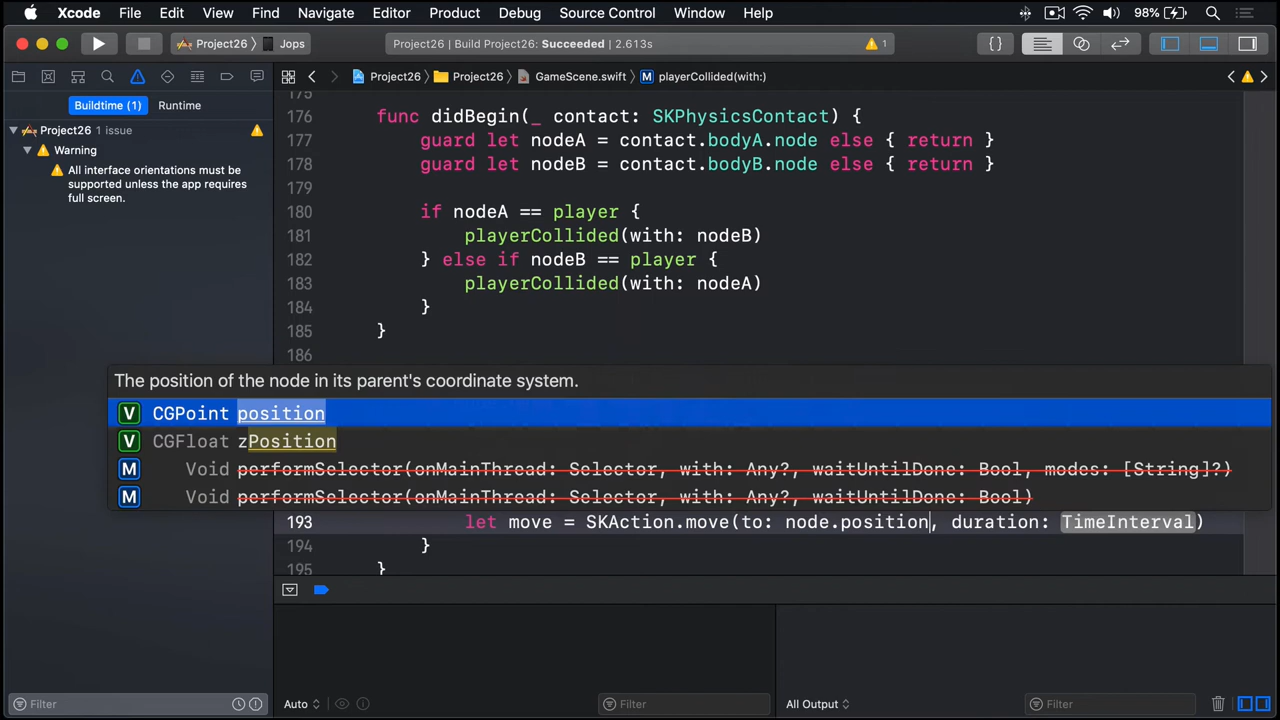 Xcode File Edit View Find Navigate Editor Product Debug Source Control Window Help 98%
Project26 Jops Project26 | Build Project26: Succeeded | 2.613s 1
Project26 Project26 GameScene.swift M playerCollided(with:)
Buildtime (1) Runtime
Project26 1 issue
Warning
All interface orientations must be
supported unless the app requires
full screen.
175
176 func didBegin(_ contact: SKPhysicsContact) {
177 guard let nodeA = contact.bodyA.node else { return }
178 guard let nodeB = contact.bodyB.node else { return }
179
180 if nodeA == player {
181 playerCollided(with: nodeB)
182 } else if nodeB == player {
183 playerCollided(with: nodeA)
184 }
185 }
186
The position of the node in its parent's coordinate system.
V CGPoint position
V CGFloat zPosition
M Void performSelector(onMainThread: Selector, with: Any?, waitUntilDone: Bool, modes: [String]?)
M Void performSelector(onMainThread: Selector, with: Any?, waitUntilDone: Bool)
193 let move = SKAction.move(to: node.position, duration: TimeInterval)
194 }
195 }
Filter Auto Filter All Output Filter